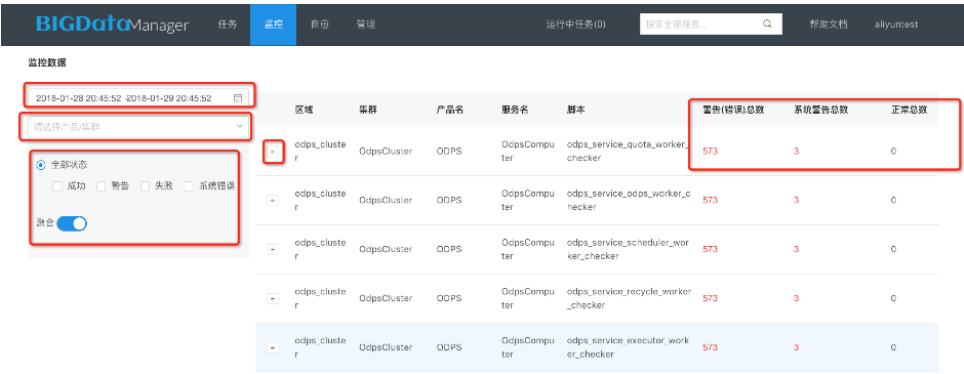 BIGDataManager 任务 监控 自愈 管理 运行中任务(0) 搜索全部服务... 帮助文档 aliyuntest
监控数据
2018-01-28 20:45:52 -2018-01-29 20:45:52
请选择产品/集群
全部状态
成功 警告 失败 系统错误
聚合
区域 集群 产品名 服务名 脚本 警告(错误)总数 系统警告总数 正常总数
+ odps_cluste OdpsCluster ODPS OdpsCompu odps_service_quota_worker_ 573 3 0
r ter checker
+ odps_cluste OdpsCluster ODPS OdpsCompu odps_service_odps_worker_c 573 3 0
r ter hecker
+ odps_cluste OdpsCluster ODPS OdpsCompu odps_service_scheduler_wor 573 3 0
r ter ker_checker
+ odps_cluste OdpsCluster ODPS OdpsCompu odps_service_recycle_worker 573 3 0
r ter _checker
+ odps_cluste OdpsCluster ODPS OdpsCompu odps_service_executor_work 573 3 0
r ter er_checker